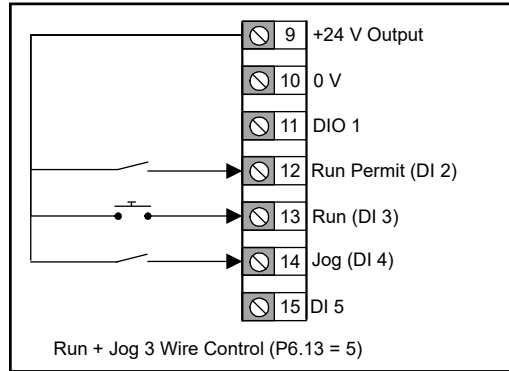 9 +24 V Output
10 0 V
11 DIO 1
12 Run Permit (DI 2)
13 Run (DI 3)
14 Jog (DI 4)
15 DI 5
Run + Jog 3 Wire Control (P6.13 = 5)